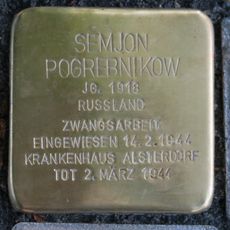 SEMJON
POGREBNIKOW
JG. 1918
RUSSLAND
ZWANGSARBEIT
EINGEWIESEN 14.2.1944
KRANKENHAUS ALSTERDORF
TOT 2. MÄRZ 1944